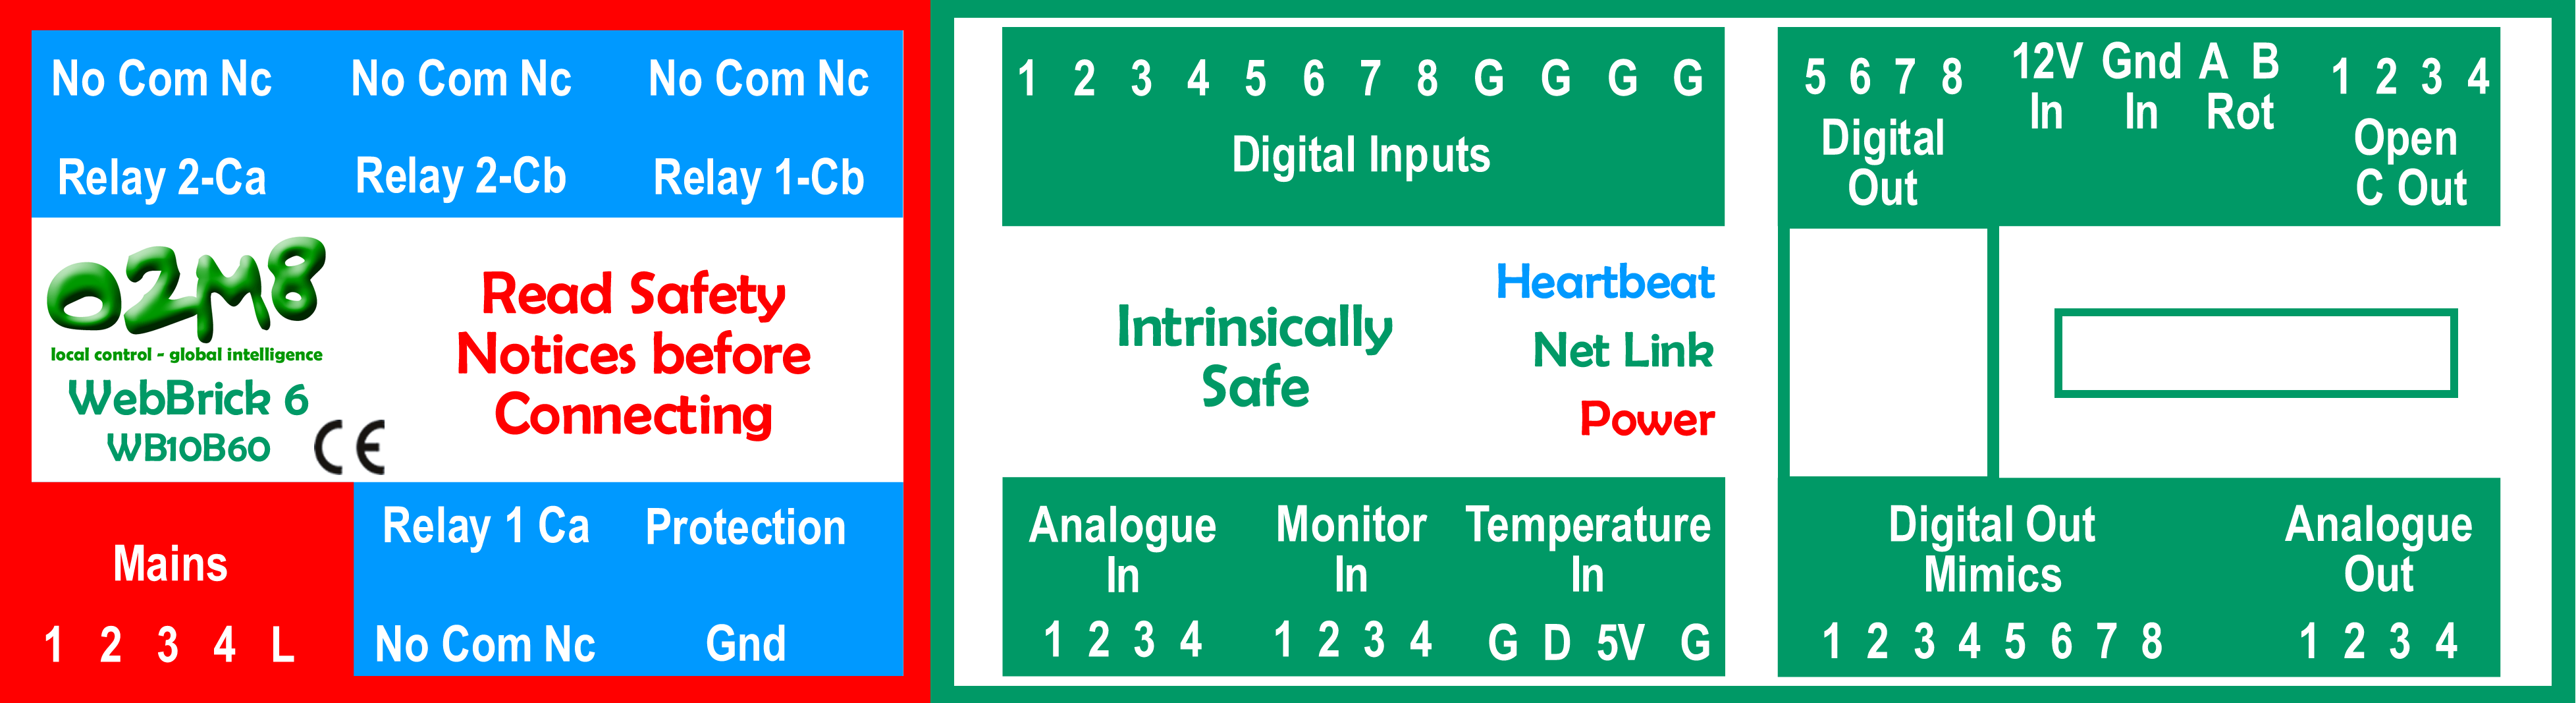 No Com Nc
No Com Nc
No Com Nc
Relay 2-Ca
Relay 2-Cb
Relay 1-Cb
O2M8
local control - global intelligence
WebBrick 6
WB10B60
CE
Read Safety
Notices before
Connecting
Mains
1 2 3 4 L
Relay 1 Ca
No Com Nc
Protection
Gnd
1 2 3 4 5 6 7 8 G G G G
Digital Inputs
Intrinsically
Safe
Heartbeat
Net Link
Power
Analogue
In
1 2 3 4
Monitor
In
1 2 3 4
Temperature
In
G D 5V G
5 6 7 8
Digital
Out
12V
In
Gnd
In
A B
Rot
1 2 3 4
Open
C Out
Digital Out
Mimics
1 2 3 4 5 6 7 8
Analogue
Out
1 2 3 4